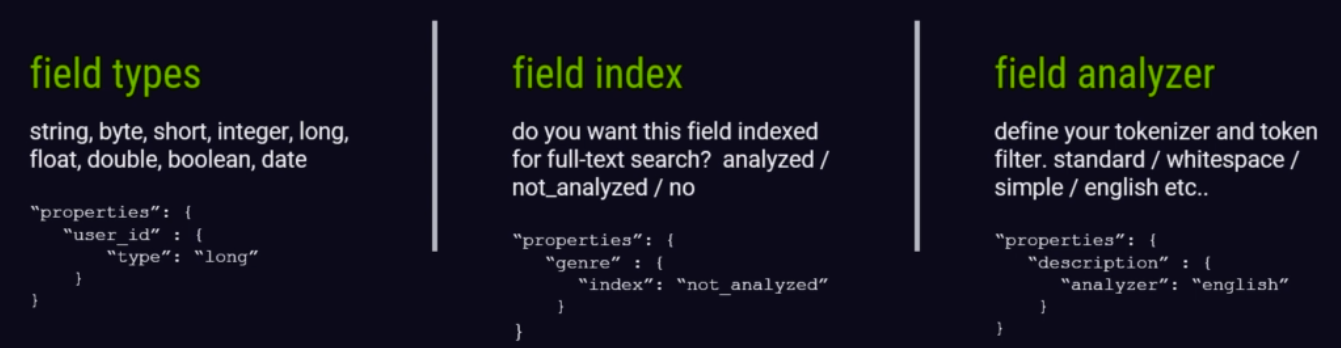 field types
string, byte, short, integer, long,
float, double, boolean, date
“properties”: {
“user_id” : {
“type”: “long”
}
}
field index
do you want this field indexed
for full-text search? analyzed /
not_analyzed / no
“properties”: {
“genre” : {
“index”: “not_analyzed”
}
}
field analyzer
define your tokenizer and token
filter. standard / whitespace /
simple / english etc..
“properties”: {
“description” : {
“analyzer”: “english”
}
}